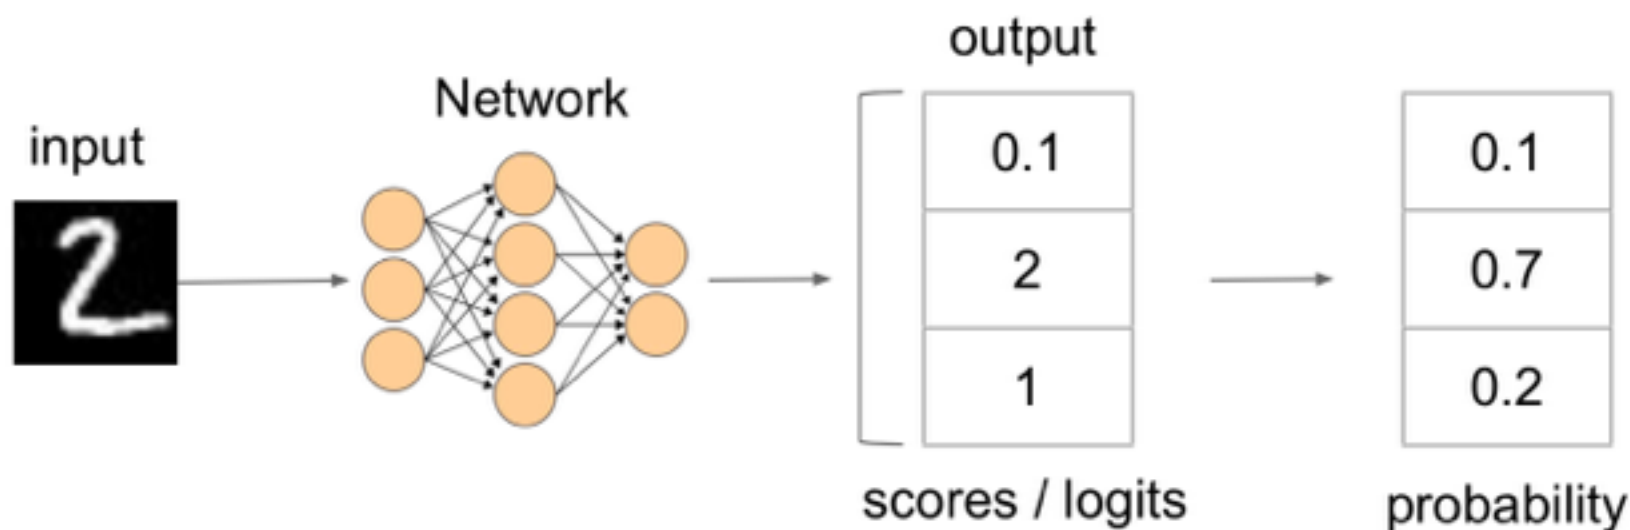 input
2
Network
output
0.1
2
1
scores / logits
0.1
0.7
0.2
probability